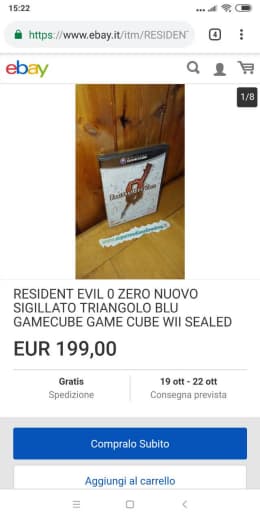 15:22
https://www.ebay.it/itm/RESIDENT
4
ebay
1/8
RESIDENT EVIL 0 ZERO NUOVO
SIGILLATO TRIANGOLO BLU
GAMECUBE GAME CUBE WII SEALED
EUR 199,00
Gratis
Spedizione
19 ott - 22 ott
Consegna prevista
Compralo Subito
Aggiungi al carrello